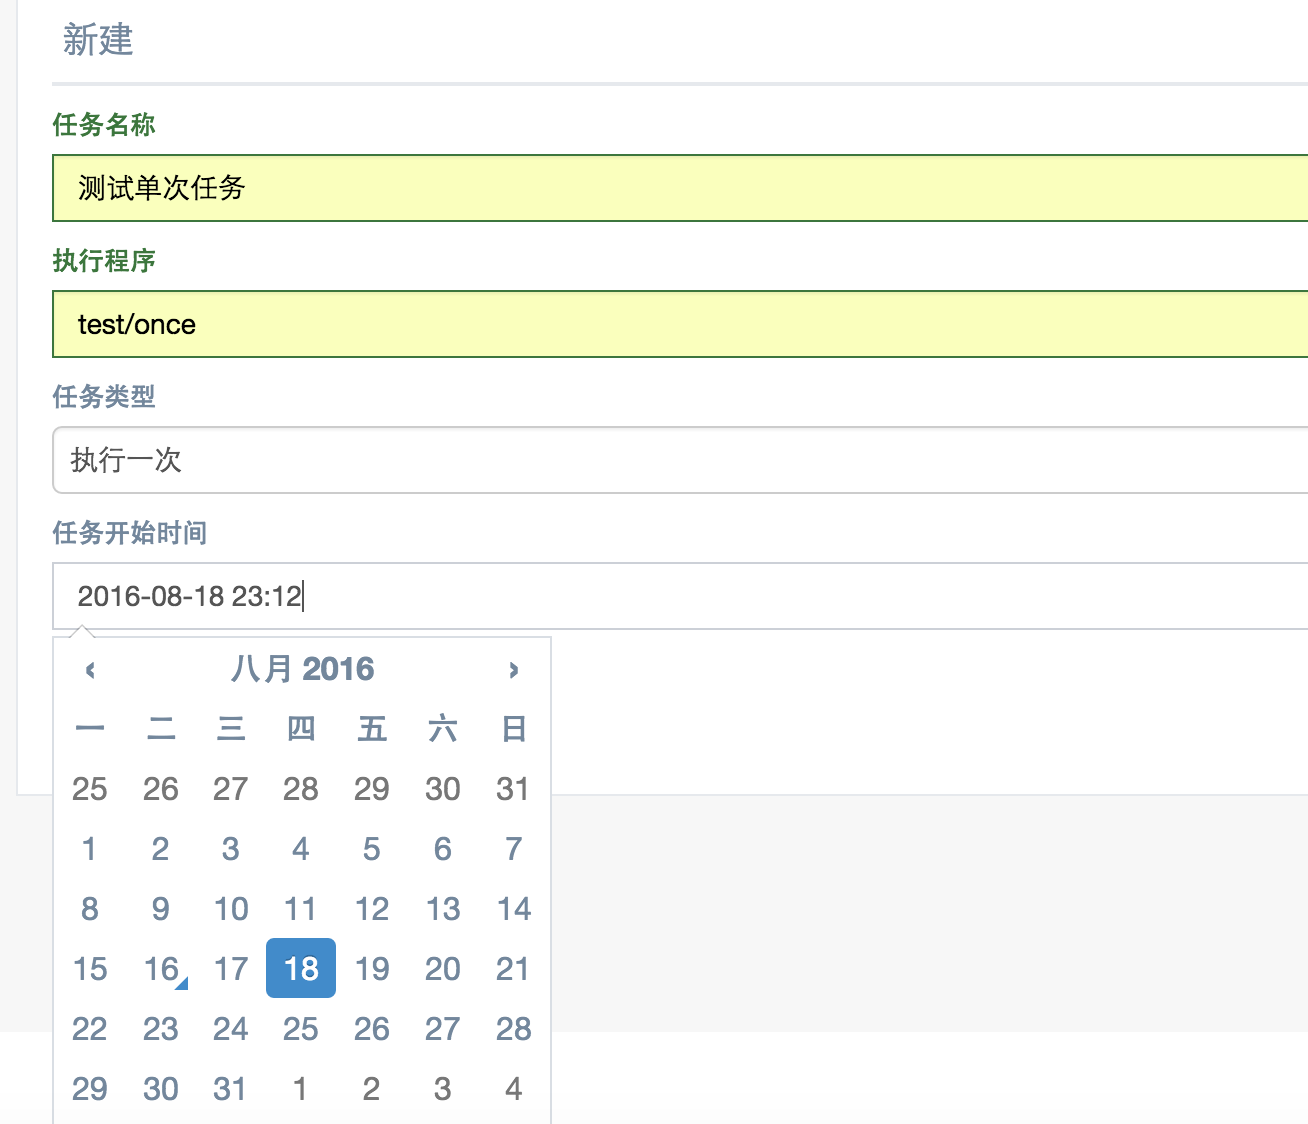 新建
任务名称
测试单次任务
执行程序
test/once
任务类型
执行一次
任务开始时间
2016-08-18 23:12
‹ 八月 2016 ›
一 二 三 四 五 六 日
25 26 27 28 29 30 31
1 2 3 4 5 6 7
8 9 10 11 12 13 14
15 16 17 18 19 20 21
22 23 24 25 26 27 28
29 30 31 1 2 3 4